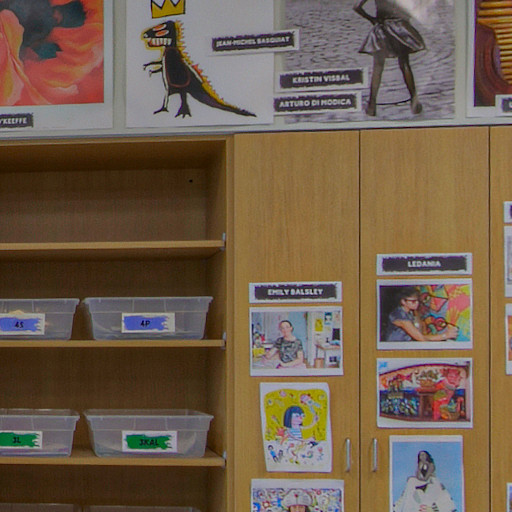 O'KEEFFE
JEAN-MICHEL BASQUIAT
KRISTIN VISBAL
ARTURO DI MODICA
EMILY BALSLEY
LEDANIA
4S
4P
3L
3KAL